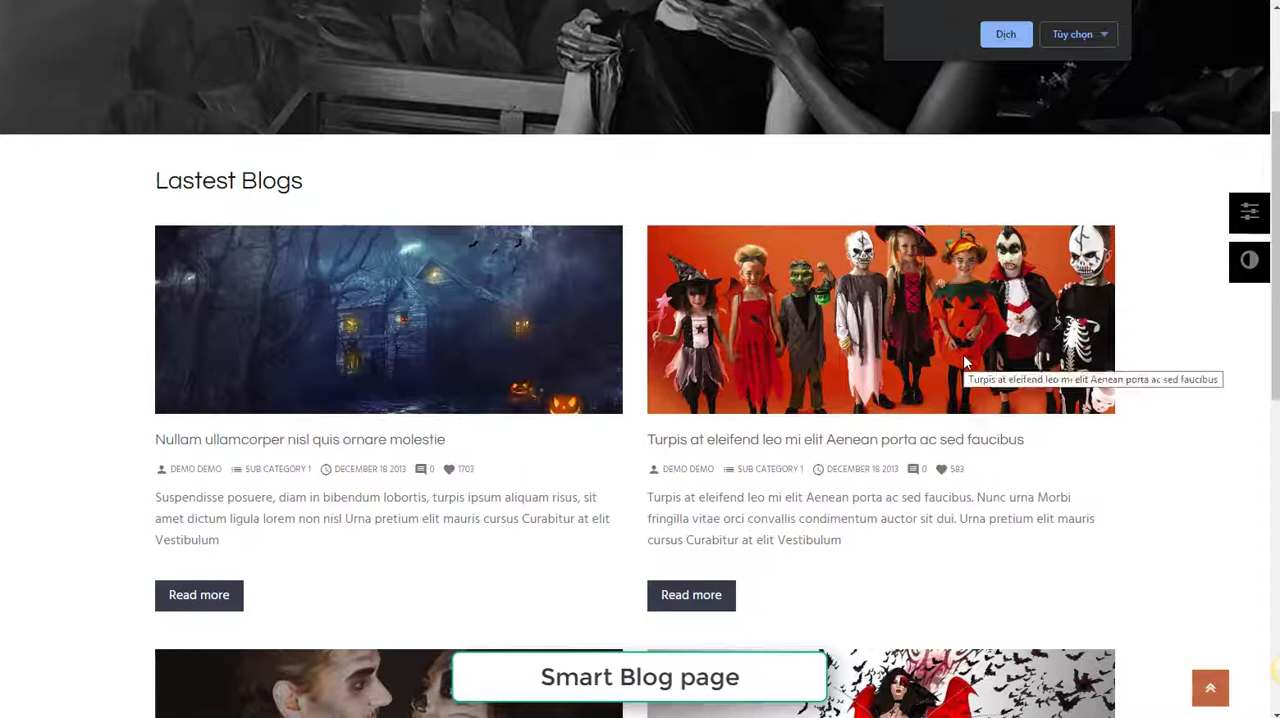 Dịch
Tùy chọn
Lastest Blogs
Turpis at eleifend leo mi elit Aenean porta ac sed faucibus
Nullam ullamcorper nisl quis ornare molestie
DEMO DEMO SUB CATEGORY 1 DECEMBER 18 2013 0 1703
Suspendisse posuere, diam in bibendum lobortis, turpis ipsum aliquam risus, sit
amet dictum ligula lorem non nisl Urna pretium elit mauris cursus Curabitur at elit
Vestibulum
Read more
Turpis at eleifend leo mi elit Aenean porta ac sed faucibus
DEMO DEMO SUB CATEGORY 1 DECEMBER 18 2013 0 583
Turpis at eleifend leo mi elit Aenean porta ac sed faucibus. Nunc urna Morbi
fringilla vitae orci convallis condimentum auctor sit dui. Urna pretium elit mauris
cursus Curabitur at elit Vestibulum
Read more
Smart Blog page